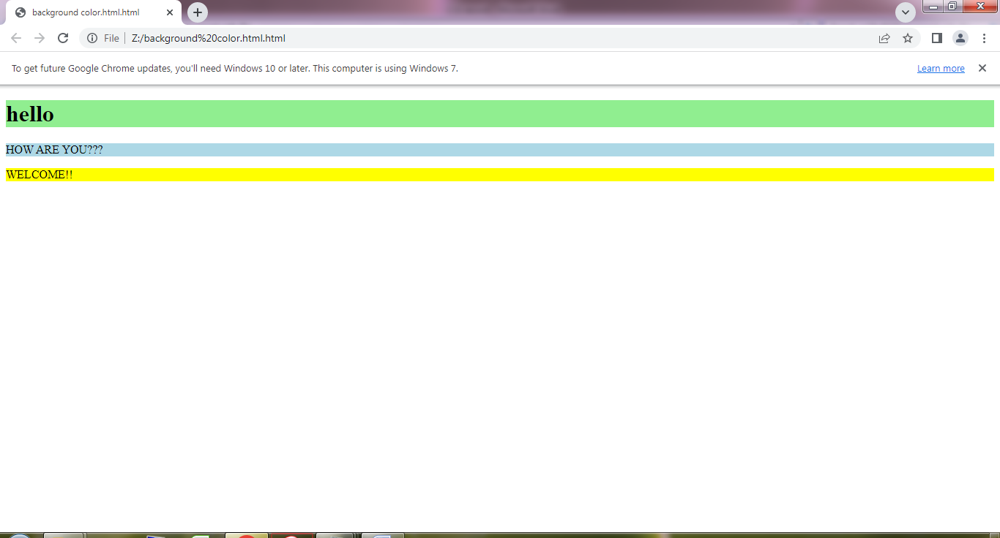 background color.html.html
File
Z:/background%20color.html.html
To get future Google Chrome updates, you'll need Windows 10 or later. This computer is using Windows 7.
Learn more
hello
HOW ARE YOU???
WELCOME!!